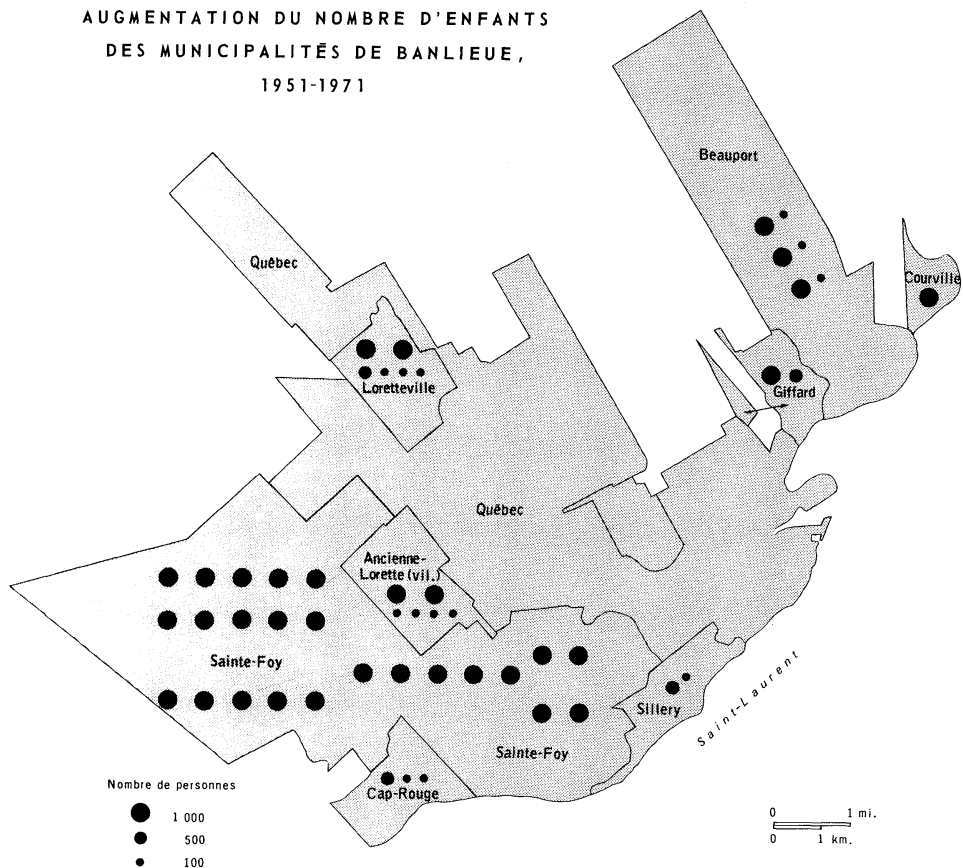 AUGMENTATION DU NOMBRE D'ENFANTS
DES MUNICIPALITÉS DE BANLIEUE,
1951-1971
Beauport
Québec
Courville
Loretteville
Giffard
Québec
Ancienne-
Lorette (vil.)
Sainte-Foy
Sillery
Saint-Laurent
Sainte-Foy
Cap-Rouge
Nombre de personnes
1 000
500
100
0 1 mi.
0 1 km.